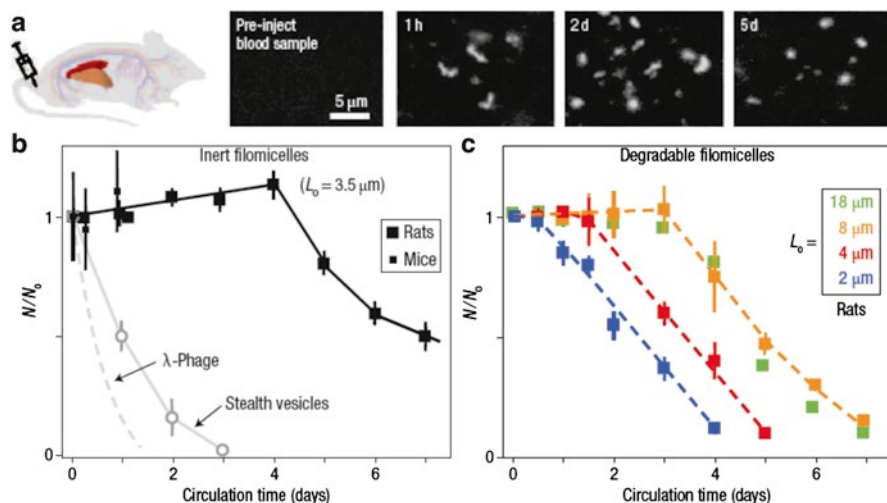 a
Pre-inject
blood sample
5 μm
1 h
2 d
5 d
b
Inert filomicelles
(L₀ = 3.5 μm)
Rats
Mice
λ-Phage
Stealth vesicles
N/N₀
1
0
0
2
4
6
Circulation time (days)
c
Degradable filomicelles
L₀ =
18 μm
8 μm
4 μm
2 μm
Rats
N/N₀
1
0
0
2
4
6
Circulation time (days)